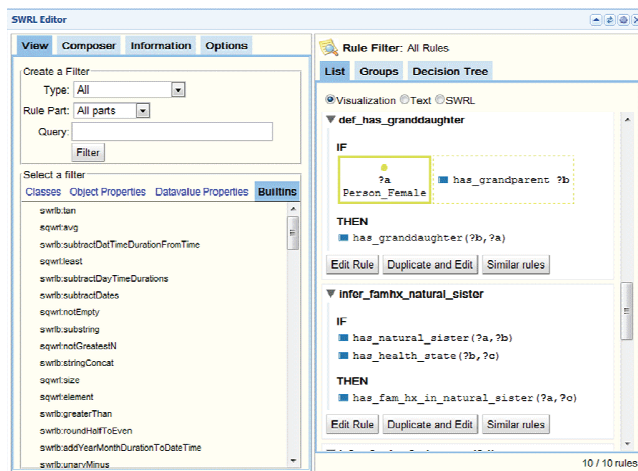 SWRL Editor
View Composer Information Options
Create a Filter
Type: All
Rule Part: All parts
Query:
Filter
Select a filter
Classes Object Properties Datavalue Properties Builtins
swrlb:tan
sqwrl:avg
swrlb:subtractDatTimeDurationFromTime
sqwrl:least
swrlb:subtractDayTimeDurations
swrlb:subtractDates
sqwrl:notEmpty
swrlb:substring
sqwrl:notGreatestN
swrlb:stringConcat
sqwrl:size
sqwrl:element
swrlb:greaterThan
swrlb:roundHalfToEven
swrlb:addYearMonthDurationToDateTime
swrlb:unaryMinus
Rule Filter: All Rules
List Groups Decision Tree
Visualization Text SWRL
def_has_granddaughter
IF
?a
Person_Female
has_grandparent ?b
THEN
has_granddaughter(?b,?a)
Edit Rule Duplicate and Edit Similar rules
infer_famhx_natural_sister
IF
has_natural_sister(?a,?b)
has_health_state(?b,?c)
THEN
has_fam_hx_in_natural_sister(?a,?c)
Edit Rule Duplicate and Edit Similar rules
10 / 10 rules